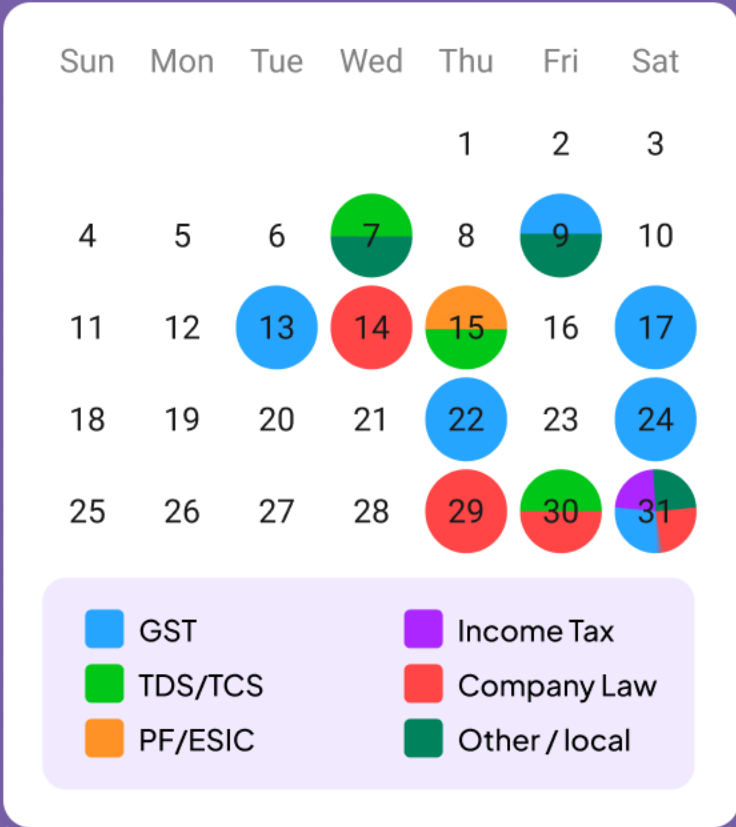 Sun Mon Tue Wed Thu Fri Sat
1 2 3
4 5 6 7 8 9 10
11 12 13 14 15 16 17
18 19 20 21 22 23 24
25 26 27 28 29 30 31
GST Income Tax
TDS/TCS Company Law
PF/ESIC Other / local